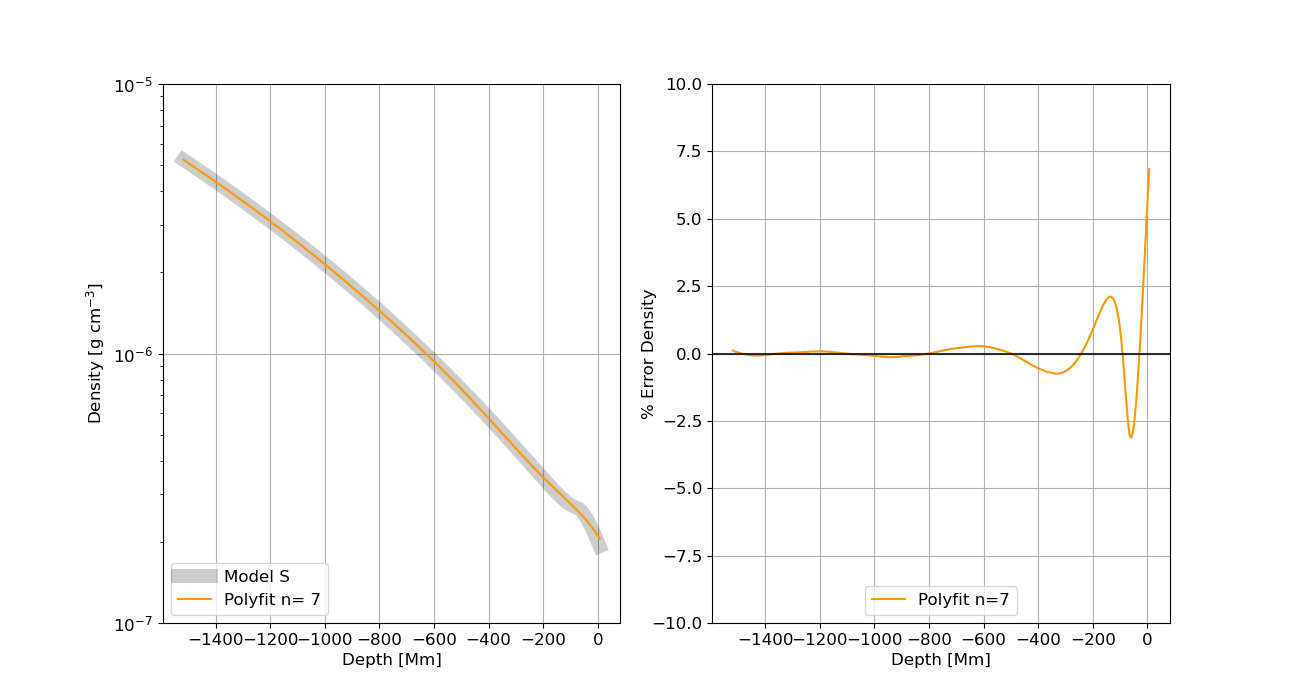 10⁻⁵
10⁻⁶
10⁻⁷
Density [g cm⁻³]
Model S
Polyfit n= 7
−1400 −1200 −1000 −800 −600 −400 −200 0
Depth [Mm]
10.0
7.5
5.0
2.5
0.0
−2.5
−5.0
−7.5
−10.0
% Error Density
Polyfit n=7
−1400 −1200 −1000 −800 −600 −400 −200 0
Depth [Mm]